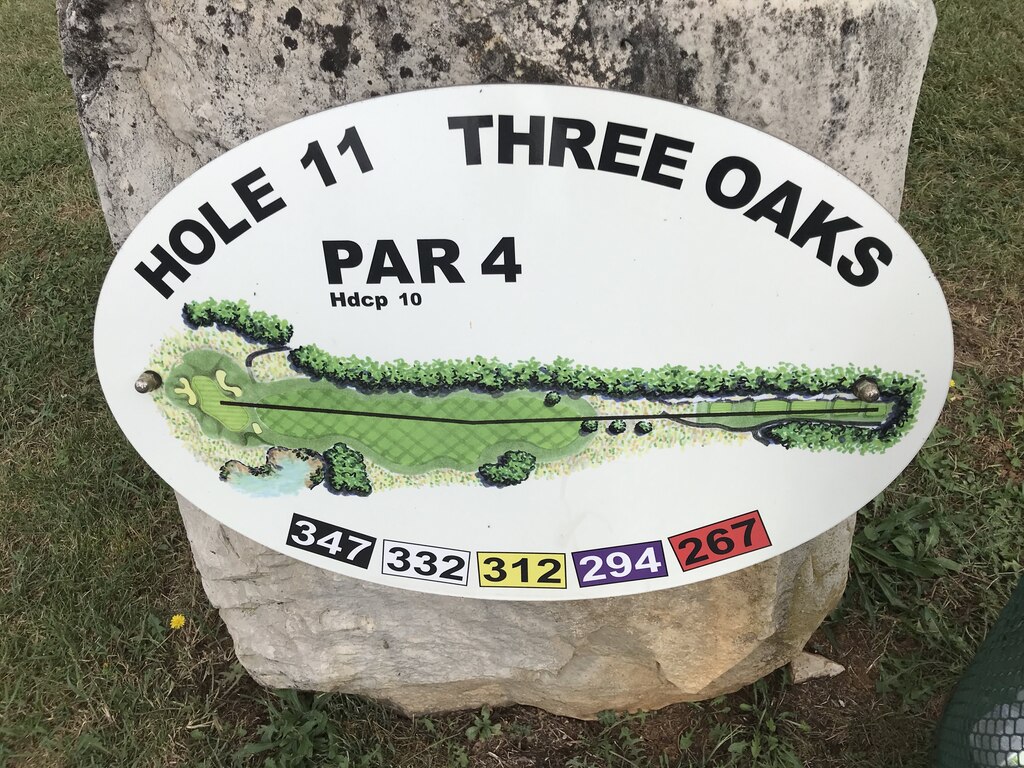 HOLE 11 THREE OAKS
PAR 4
Hdcp 10
347 332 312 294 267